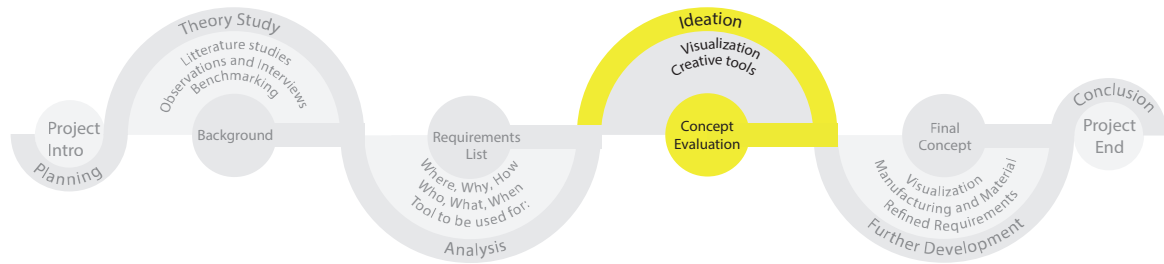 Project
Intro
Planning
Theory Study
Litterature studies
Observations and Interviews
Benchmarking
Background
Requirements
List
Where, Why, How
Who, What, When
Tool to be used for:
Analysis
Ideation
Visualization
Creative tools
Concept
Evaluation
Final
Concept
Visualization
Manufacturing and Material
Refined Requirements
Further Development
Conclusion
Project
End